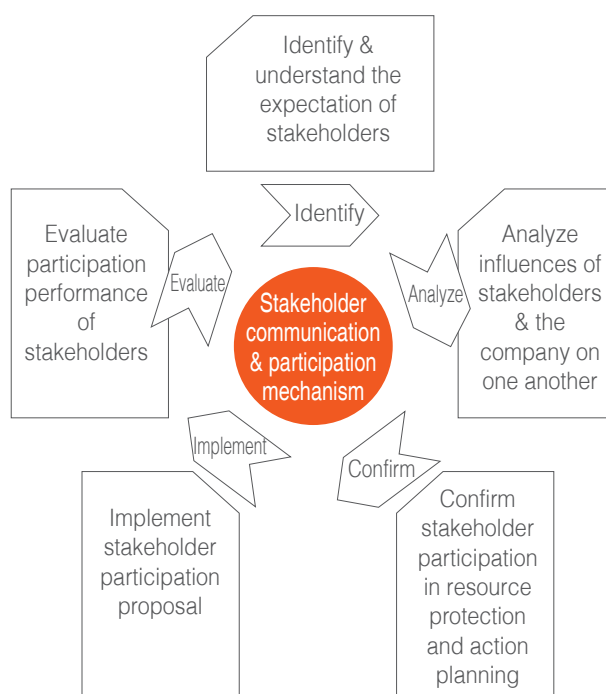 Identify &
understand the
expectation of
stakeholders
Identify
Analyze
influences of
stakeholders
& the
company on
one another
Analyze
Confirm
stakeholder
participation
in resource
protection
and action
planning
Confirm
Implement
stakeholder
participation
proposal
Implement
Evaluate
participation
performance
of
stakeholders
Evaluate
Stakeholder
communication
& participation
mechanism